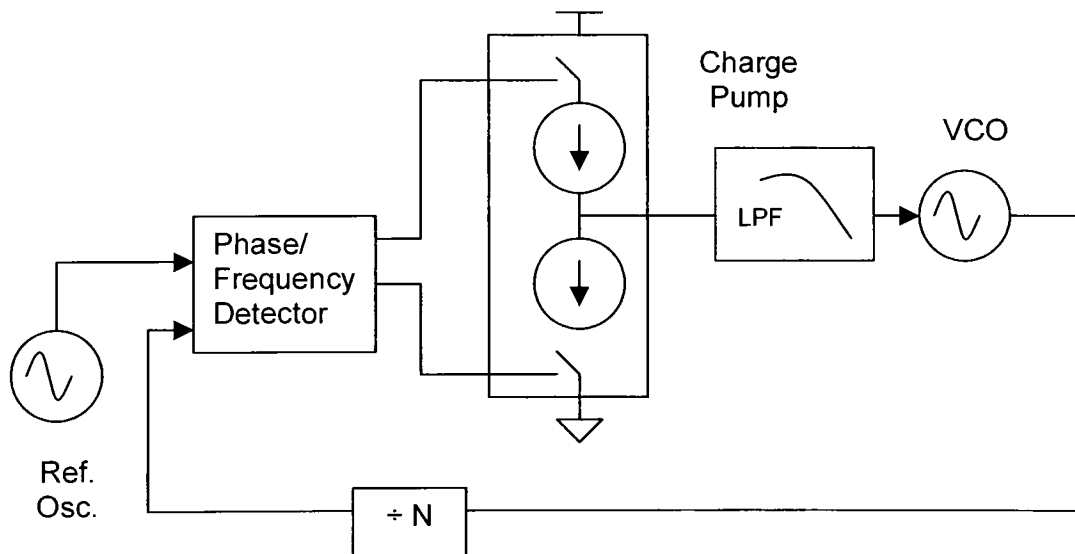 Charge
Pump
VCO
LPF
Phase/
Frequency
Detector
Ref.
Osc.
÷ N